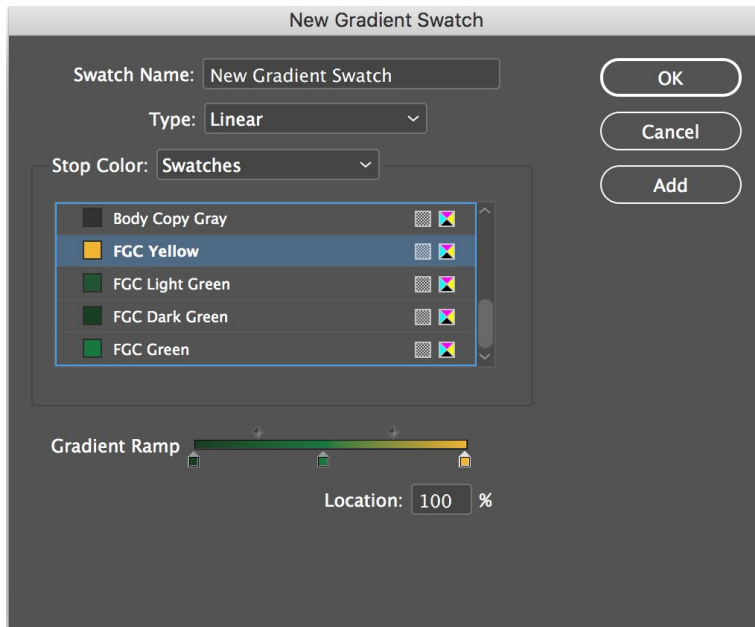 New Gradient Swatch
Swatch Name: New Gradient Swatch
OK
Type: Linear
Cancel
Stop Color: Swatches
Add
Body Copy Gray
FGC Yellow
FGC Light Green
FGC Dark Green
FGC Green
Gradient Ramp
Location: 100 %